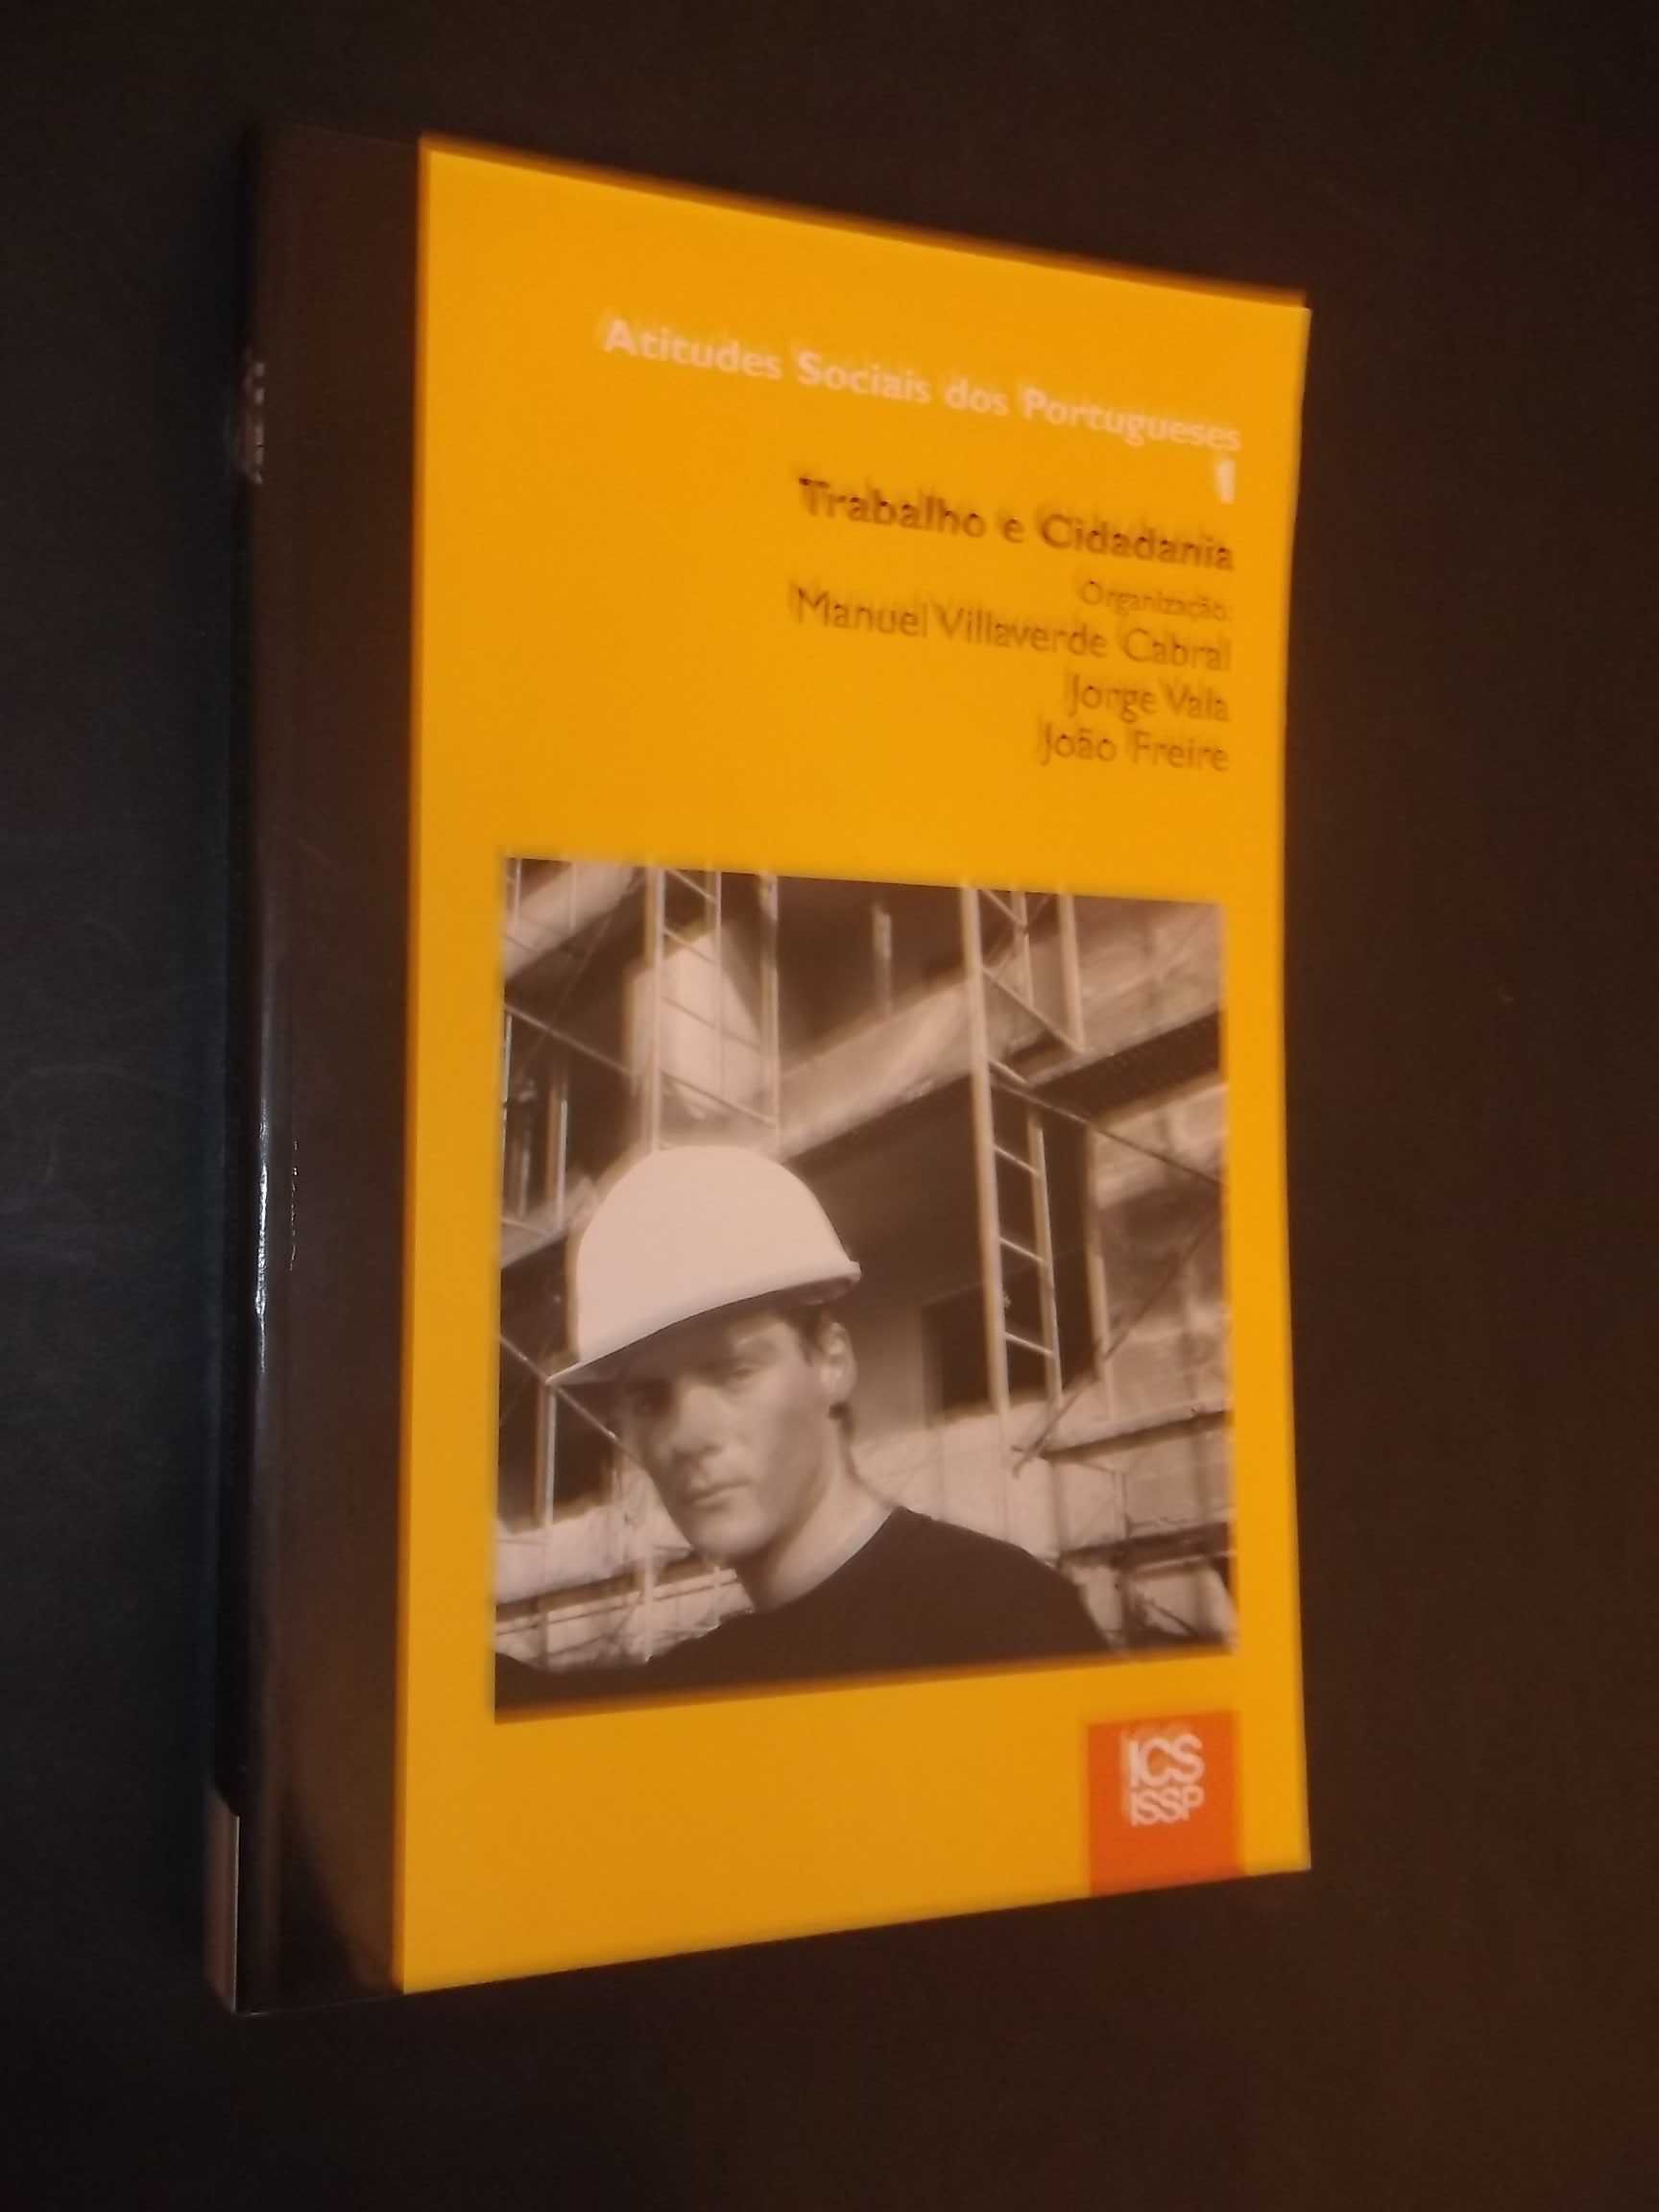 Atitudes Sociais dos Portugueses
1
Trabalho e Cidadania
Organização:
Manuel Villaverde Cabral
Jorge Vala
João Freire
ICS
ISSP